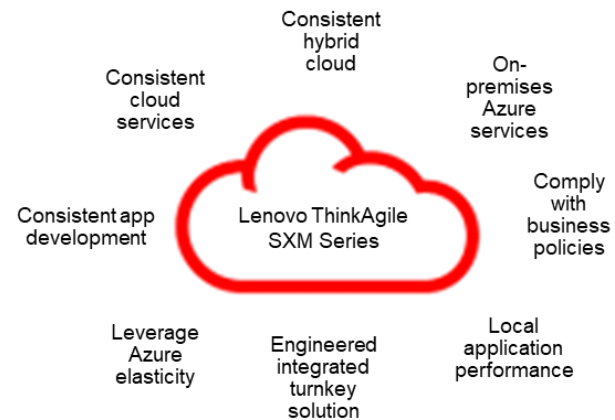 Consistent
hybrid
cloud
On-
premises
Azure
services
Consistent
cloud
services
Comply
with
business
policies
Lenovo ThinkAgile
SXM Series
Consistent app
development
Local
application
performance
Leverage
Azure
elasticity
Engineered
integrated
turnkey
solution